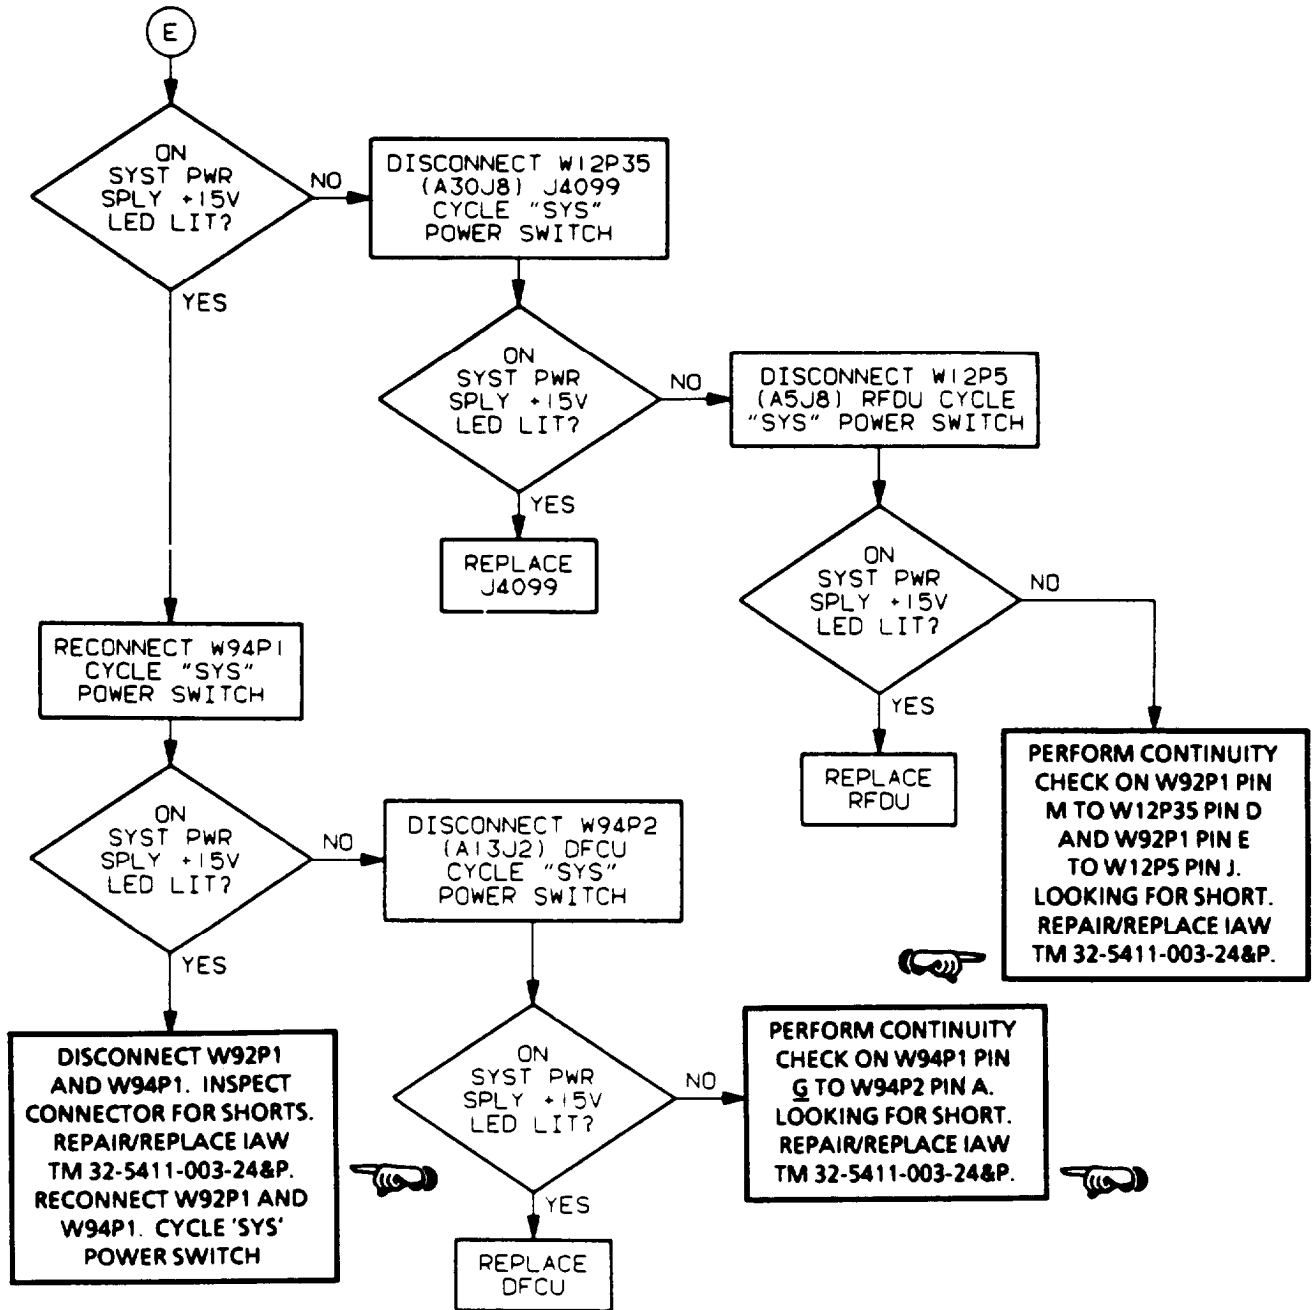 E
ON
SYST PWR
SPLY +15V
LED LIT?
NO
DISCONNECT W12P35
(A30J8) J4099
CYCLE "SYS"
POWER SWITCH
YES
ON
SYST PWR
SPLY +15V
LED LIT?
NO
DISCONNECT W12P5
(A5J8) RFDU CYCLE
"SYS" POWER SWITCH
YES
REPLACE
J4099
ON
SYST PWR
SPLY +15V
LED LIT?
NO
YES
REPLACE
RFDU
PERFORM CONTINUITY
CHECK ON W92P1 PIN
M TO W12P35 PIN D
AND W92P1 PIN E
TO W12P5 PIN J.
LOOKING FOR SHORT.
REPAIR/REPLACE IAW
TM 32-5411-003-24&P.
RECONNECT W94P1
CYCLE "SYS"
POWER SWITCH
ON
SYST PWR
SPLY +15V
LED LIT?
NO
DISCONNECT W94P2
(A13J2) DFCU
CYCLE "SYS"
POWER SWITCH
YES
DISCONNECT W92P1
AND W94P1. INSPECT
CONNECTOR FOR SHORTS.
REPAIR/REPLACE IAW
TM 32-5411-003-24&P.
RECONNECT W92P1 AND
W94P1. CYCLE 'SYS'
POWER SWITCH
ON
SYST PWR
SPLY +15V
LED LIT?
NO
PERFORM CONTINUITY
CHECK ON W94P1 PIN
G TO W94P2 PIN A.
LOOKING FOR SHORT.
REPAIR/REPLACE IAW
TM 32-5411-003-24&P.
YES
REPLACE
DFCU